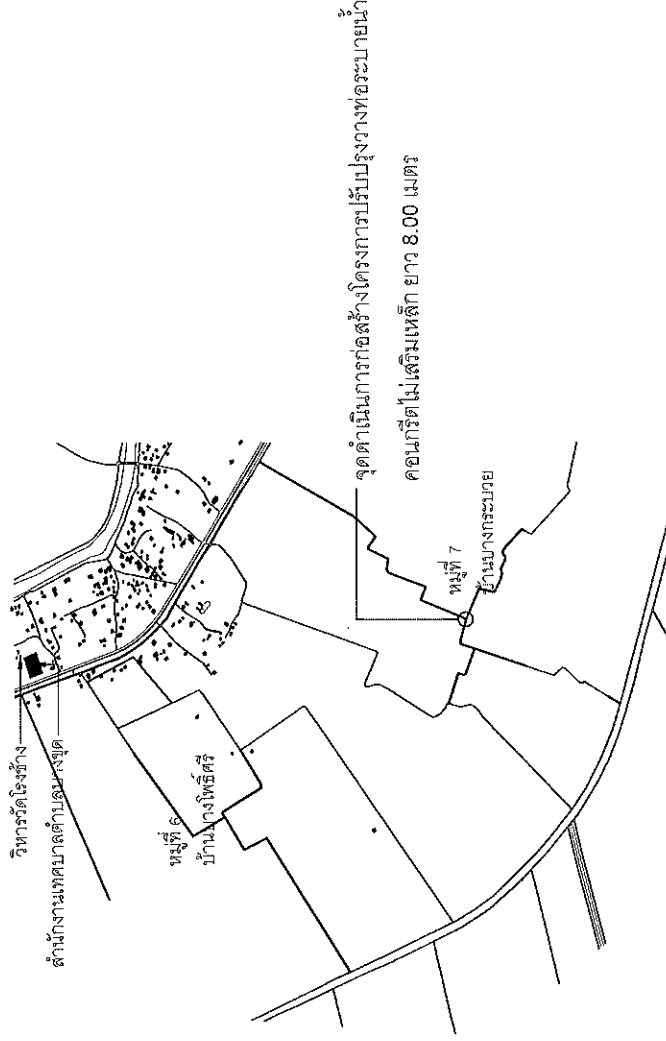 วิหารวัดโรงช้าง
สำนักงานเทศบาลตำบลบางขุด
หมู่ที่ 6
บ้านบางโพธิ์ศรี
จุดดำเนินการก่อสร้างโครงการปรับปรุงวางท่อระบายน้ำ
คอนกรีตไม่เสริมเหล็ก ยาว 8.00 เมตร
หมู่ที่ 7
บ้านบางกระบวย